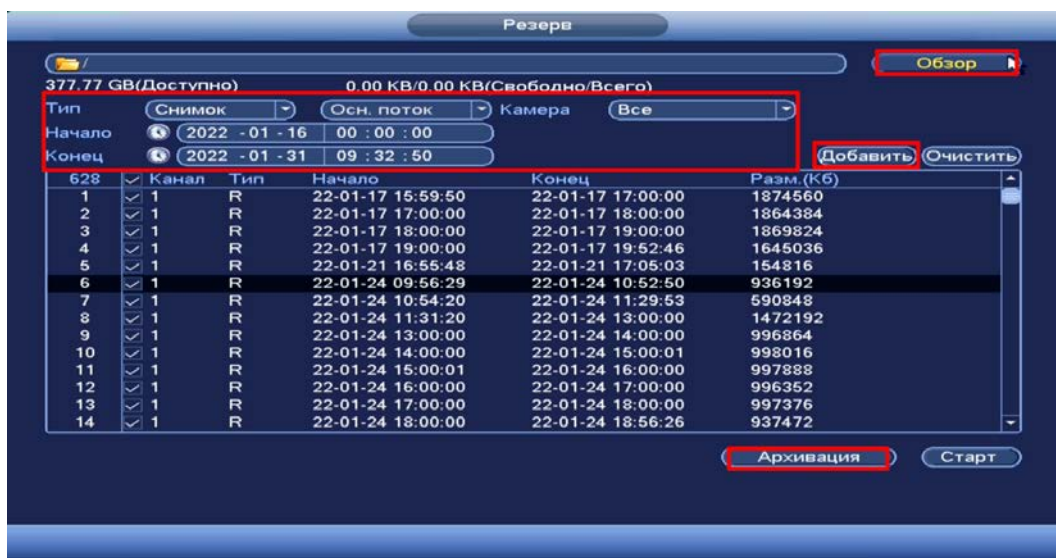 Резерв
/ Обзор
377.77 GB(Доступно) 0.00 KB/0.00 KB(Свободно/Всего)
Тип Снимок Осн. поток Камера Все
Начало 2022 - 01 - 16 00 : 00 : 00
Конец 2022 - 01 - 31 09 : 32 : 50 Добавить Очистить
628 Канал Тип Начало Конец Разм.(Кб)
1 1 R 22-01-17 15:59:50 22-01-17 17:00:00 1874560
2 1 R 22-01-17 17:00:00 22-01-17 18:00:00 1864384
3 1 R 22-01-17 18:00:00 22-01-17 19:00:00 1869824
4 1 R 22-01-17 19:00:00 22-01-17 19:52:46 1645036
5 1 R 22-01-21 16:55:48 22-01-21 17:05:03 154816
6 1 R 22-01-24 09:56:29 22-01-24 10:52:50 936192
7 1 R 22-01-24 10:54:20 22-01-24 11:29:53 590848
8 1 R 22-01-24 11:31:20 22-01-24 13:00:00 1472192
9 1 R 22-01-24 13:00:00 22-01-24 14:00:00 996864
10 1 R 22-01-24 14:00:00 22-01-24 15:00:01 998016
11 1 R 22-01-24 15:00:01 22-01-24 16:00:00 997888
12 1 R 22-01-24 16:00:00 22-01-24 17:00:00 996352
13 1 R 22-01-24 17:00:00 22-01-24 18:00:00 997376
14 1 R 22-01-24 18:00:00 22-01-24 18:56:26 937472
Архивация Старт